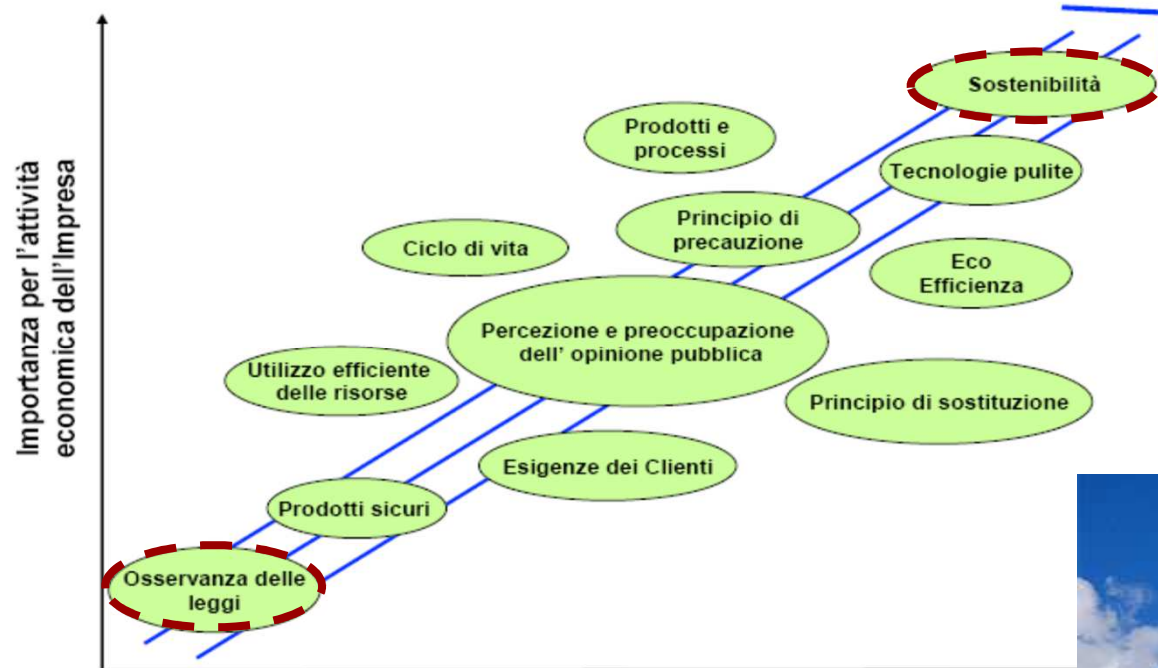 Importanza per l'attività
economica dell'Impresa
Sostenibilità
Prodotti e
processi
Tecnologie pulite
Principio di
precauzione
Ciclo di vita
Eco
Efficienza
Percezione e preoccupazione
dell' opinione pubblica
Utilizzo efficiente
delle risorse
Principio di sostituzione
Esigenze dei Clienti
Prodotti sicuri
Osservanza delle
leggi